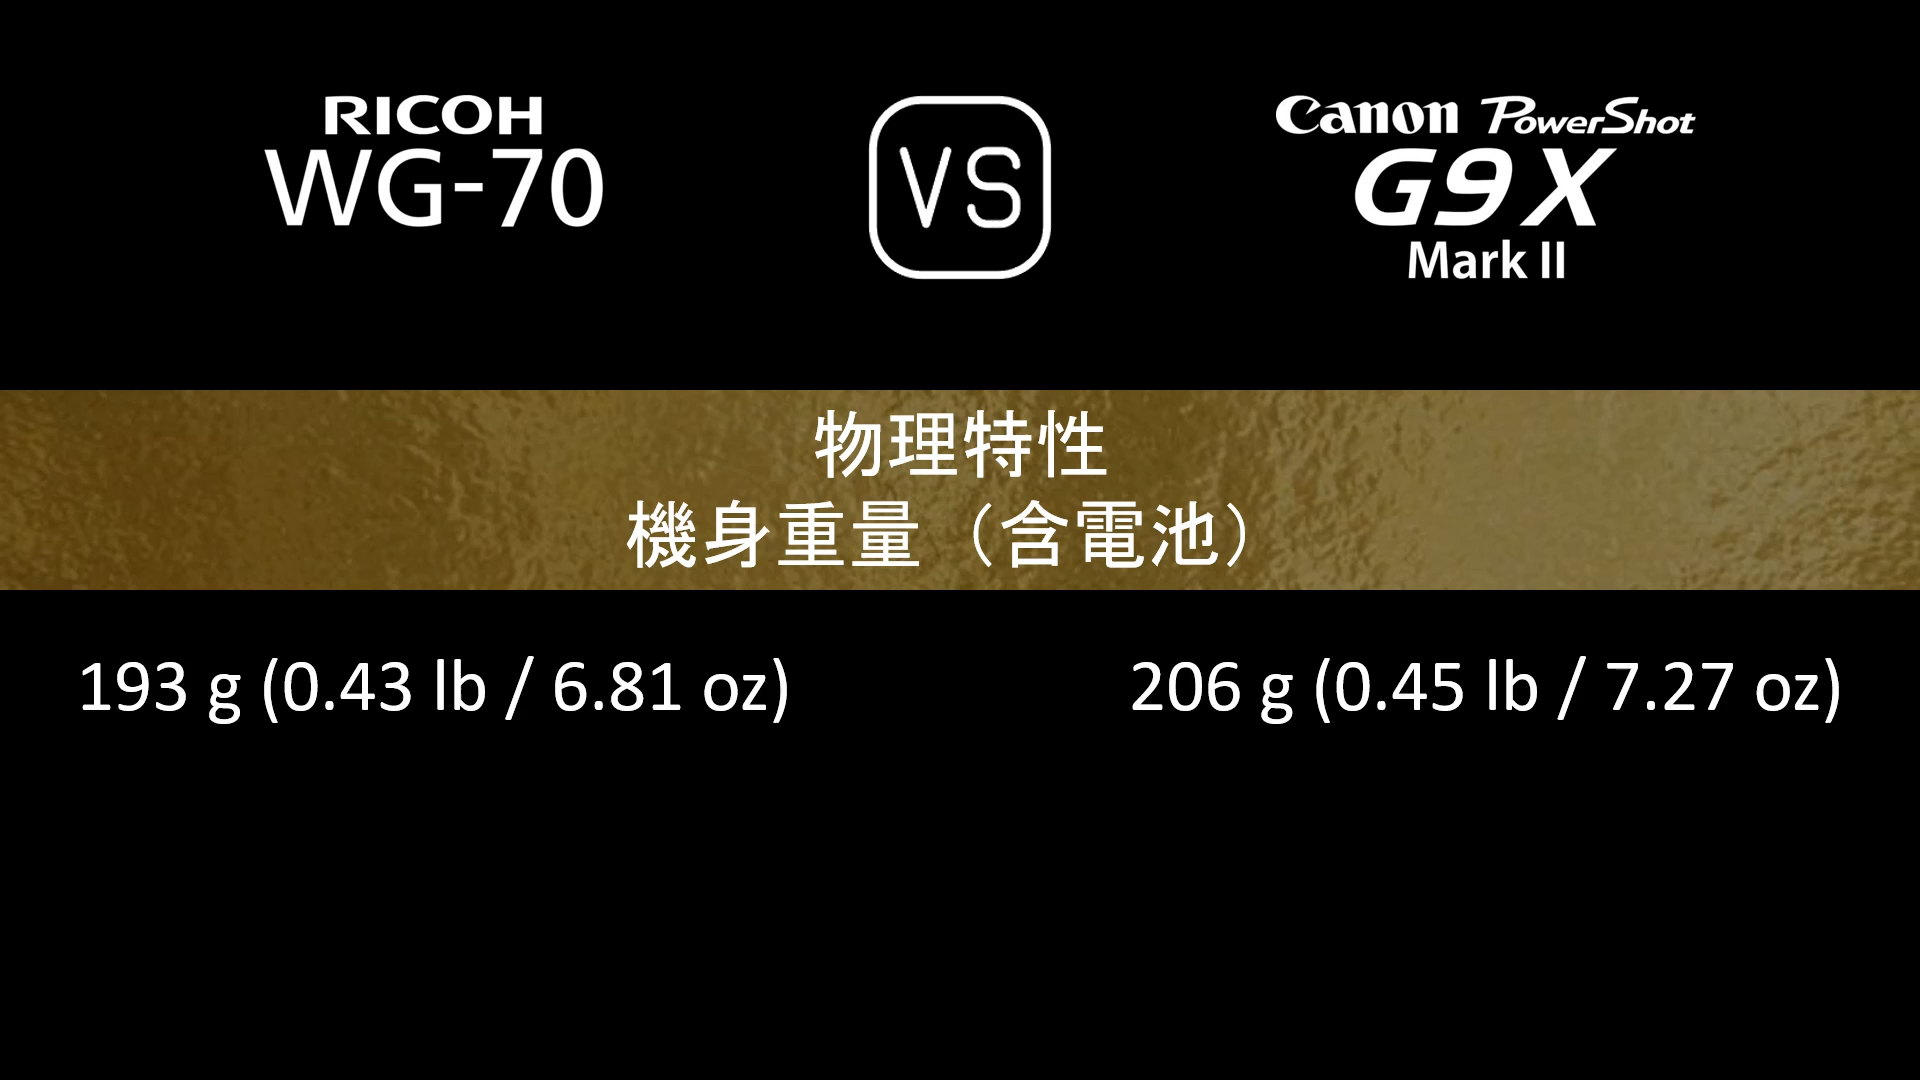 RICOH
WG-70
VS
Canon PowerShot
G9 X
Mark II
物理特性
機身重量（含電池）
193 g (0.43 lb / 6.81 oz)
206 g (0.45 lb / 7.27 oz)